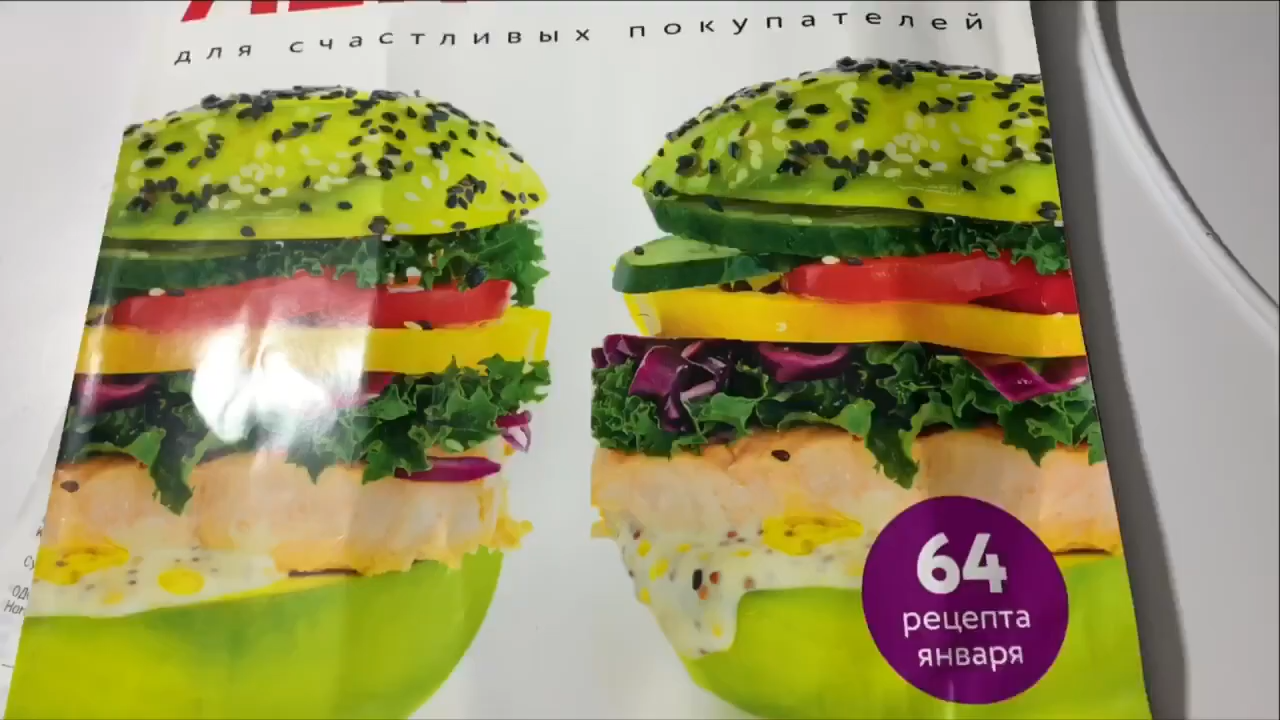 для счастливых покупателей
64
рецепта
января